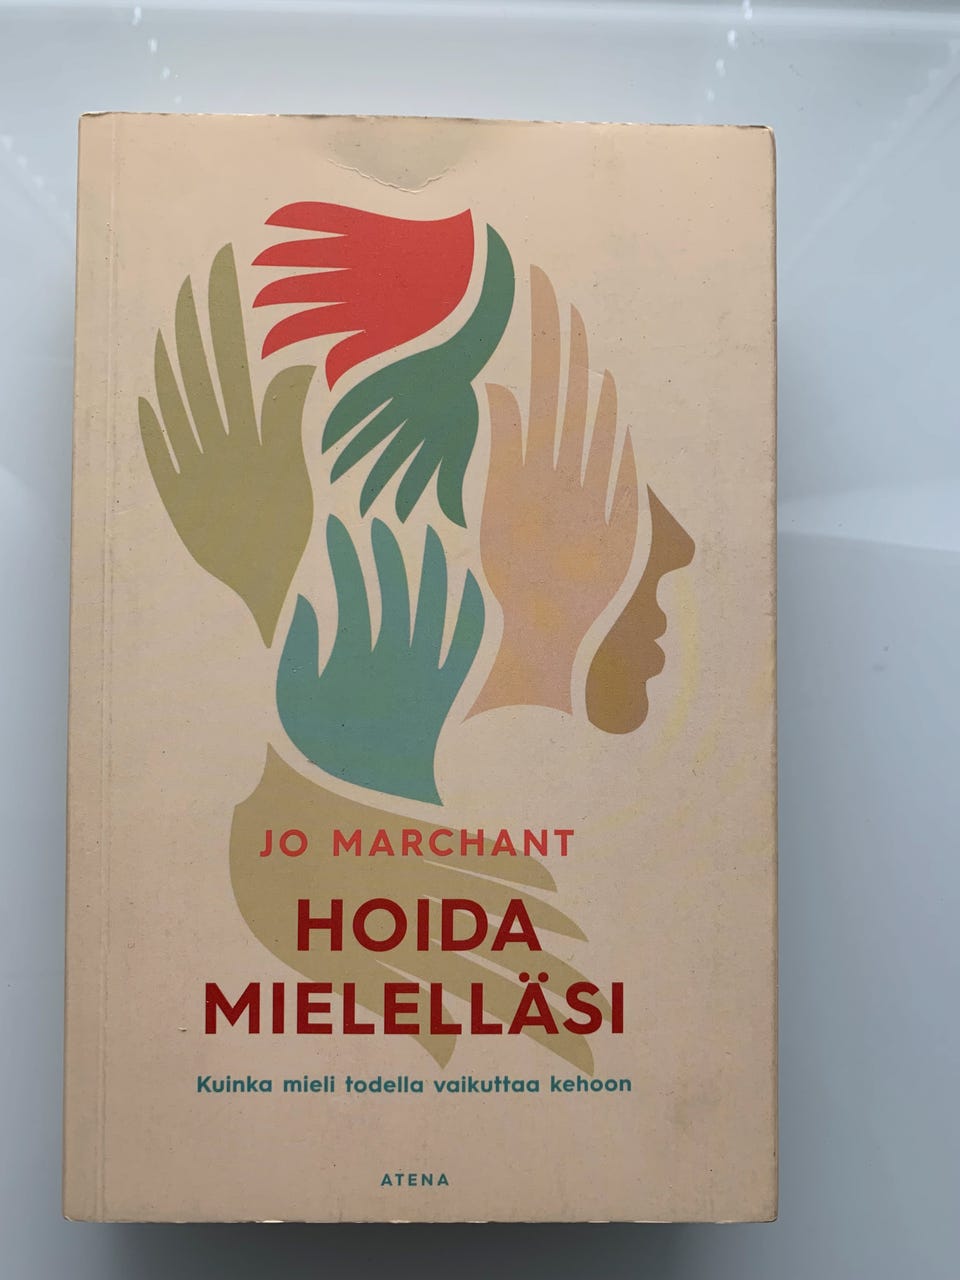 JO MARCHANT
HOIDA
MIELELLÄSI
Kuinka mieli todella vaikuttaa kehoon
ATENA